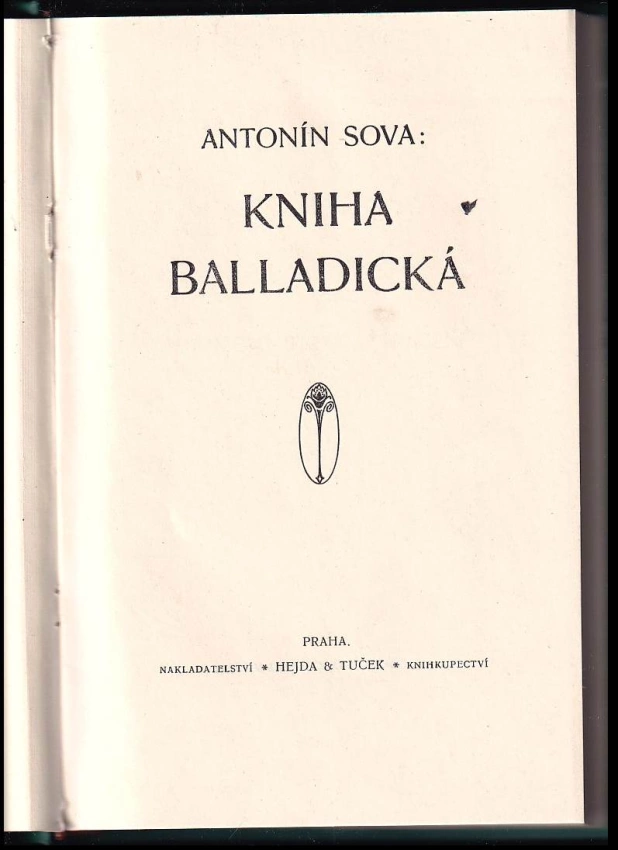 ANTONÍN SOVA:
KNIHA
BALLADICKÁ
PRAHA.
NAKLADATELSTVÍ * HEJDA & TUČEK * KNIHKUPECTVÍ